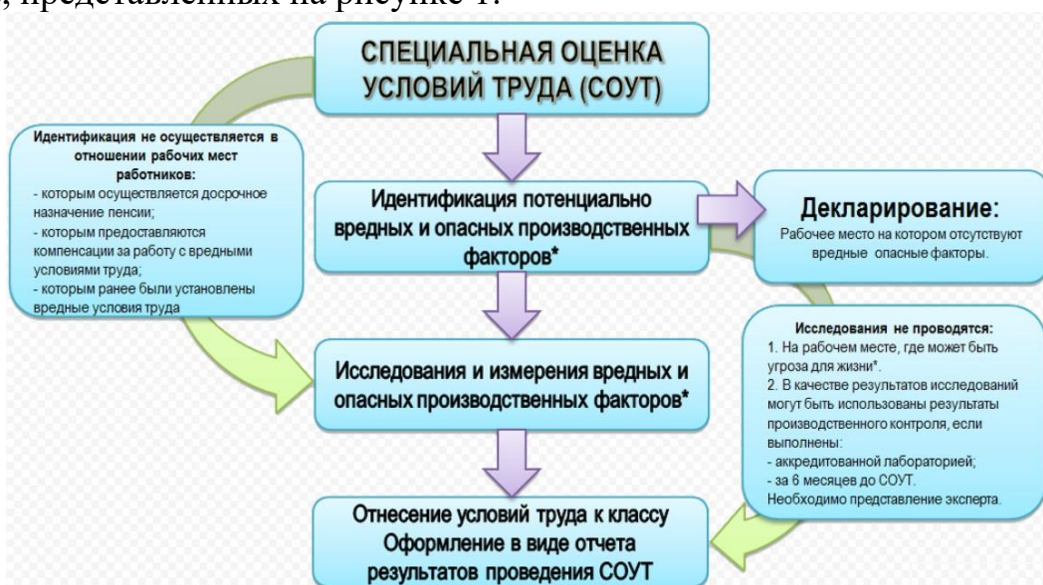 , представленных на рисунке 1.
СПЕЦИАЛЬНАЯ ОЦЕНКА
УСЛОВИЙ ТРУДА (СОУТ)
Идентификация не осуществляется в
отношении рабочих мест
работников:
- которым осуществляется досрочное
назначение пенсии;
- которым предоставляются
компенсации за работу с вредными
условиями труда;
- которым ранее были установлены
вредные условия труда
Идентификация потенциально
вредных и опасных производственных
факторов*
Декларирование:
Рабочее место на котором отсутствуют
вредные опасные факторы.
Исследования и измерения вредных и
опасных производственных факторов*
Исследования не проводятся:
1. На рабочем месте, где может быть
угроза для жизни*.
2. В качестве результатов исследований
могут быть использованы результаты
производственного контроля, если
выполнены:
- аккредитованной лабораторией;
- за 6 месяцев до СОУТ.
Необходимо представление эксперта.
Отнесение условий труда к классу
Оформление в виде отчета
результатов проведения СОУТ